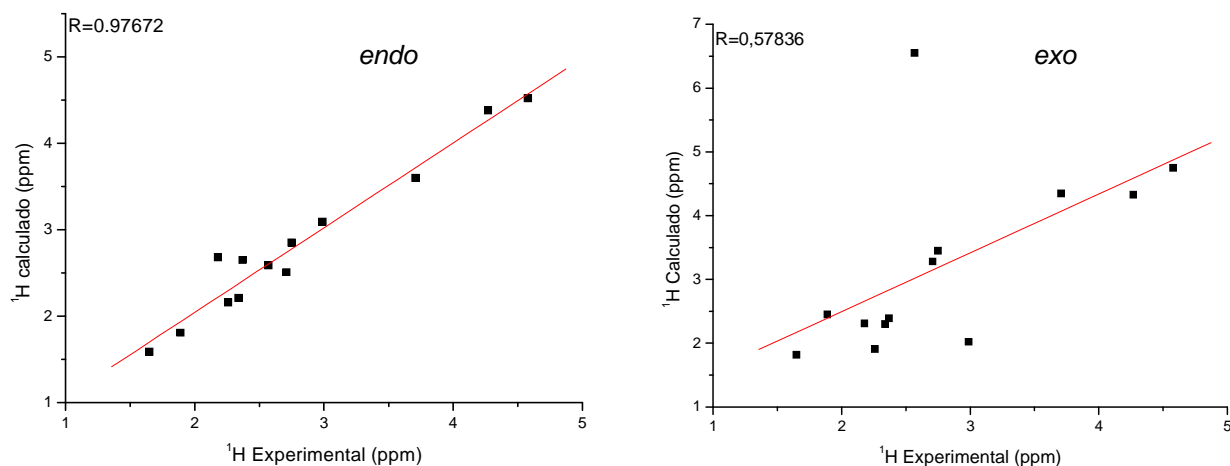 R=0.97672
endo
5
4
3
2
1
1
2
3
4
5
¹H calculado (ppm)
¹H Experimental (ppm)
R=0,57836
exo
7
6
5
4
3
2
1
1
2
3
4
5
¹H Calculado (ppm)
¹H Experimental (ppm)